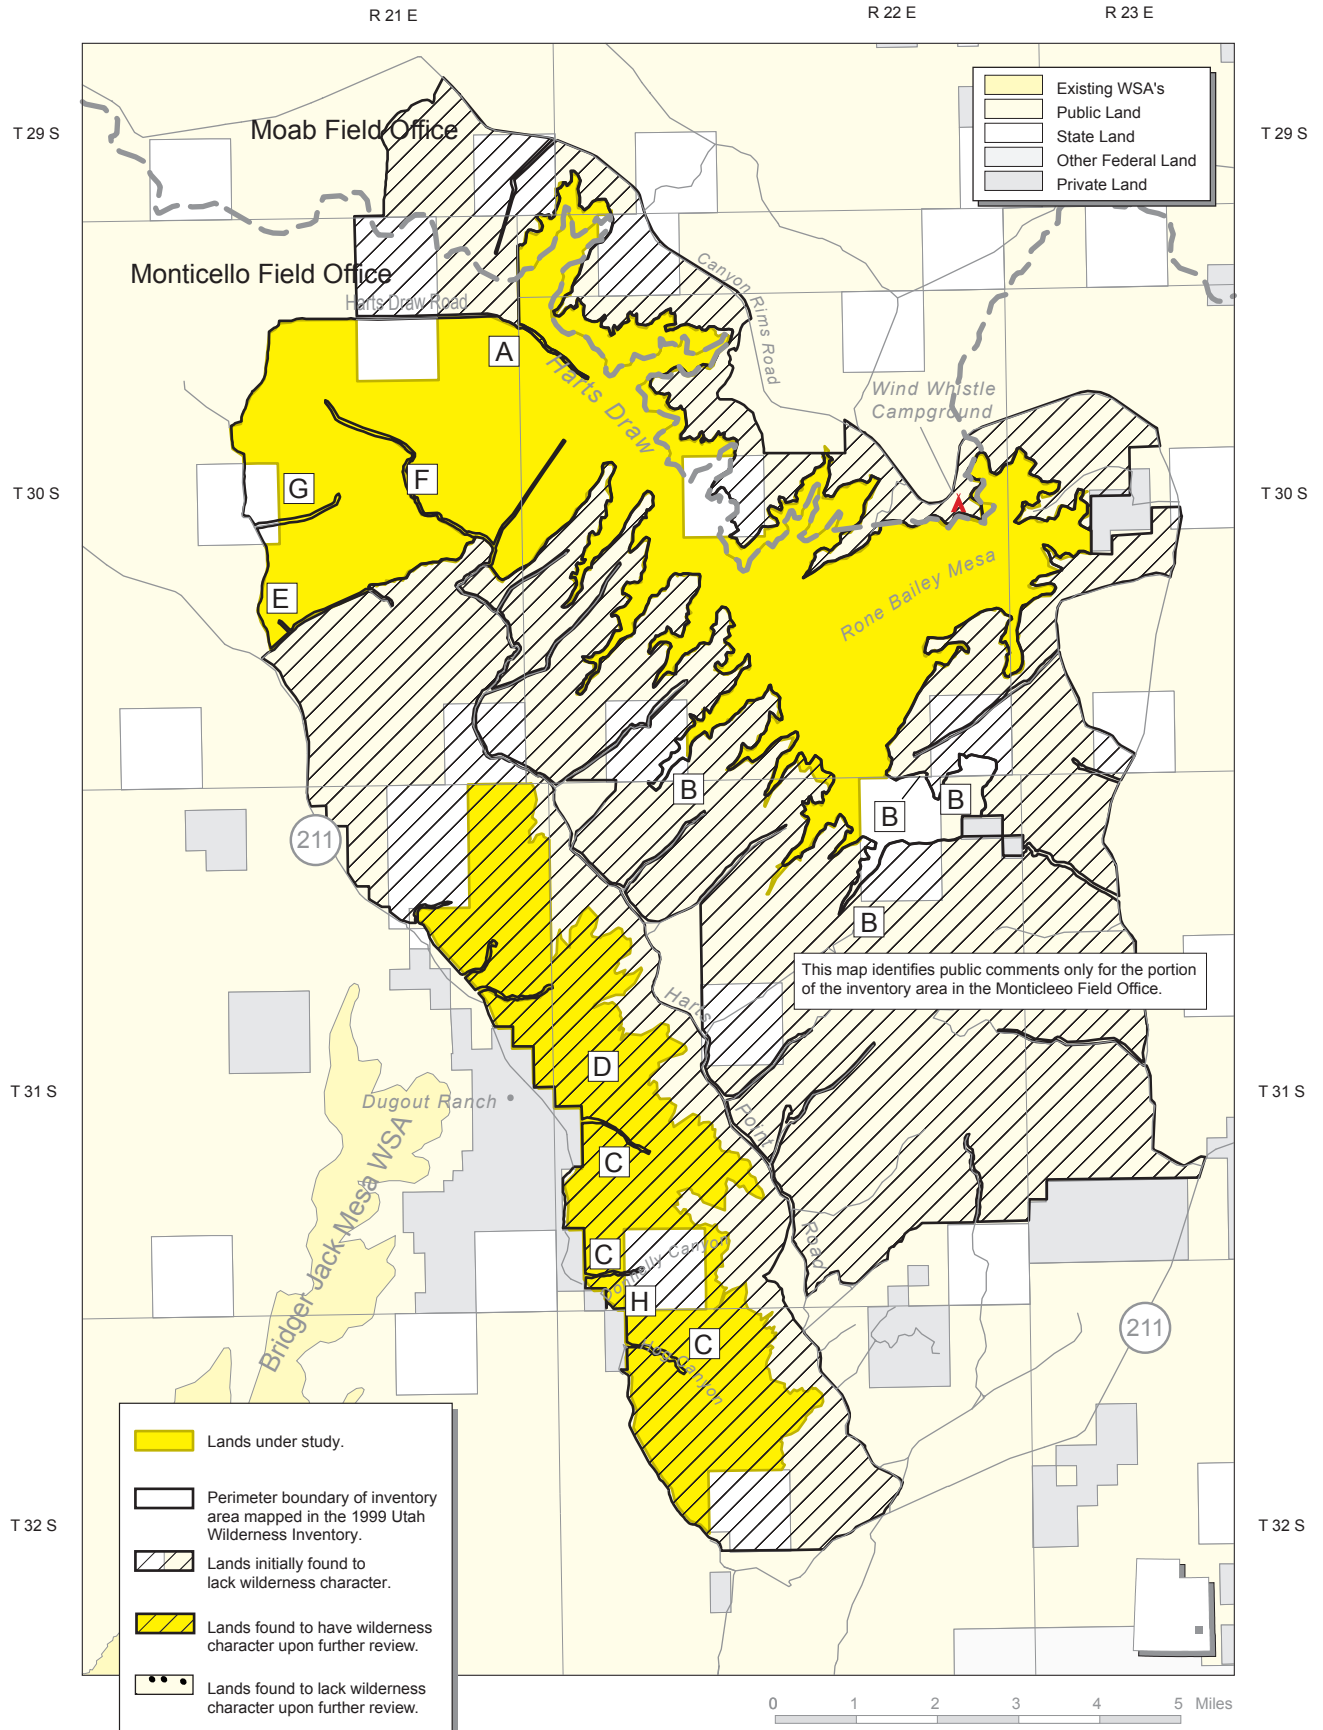 R 21 E
R 22 E
R 23 E
Existing WSA's
Public Land
State Land
Other Federal Land
Private Land
T 29 S
Moab Field Office
T 29 S
Monticello Field Office
Harts Draw Road
Canyon Rims Road
A
Harts Draw
Wind Whistle
Campground
T 30 S
G
F
T 30 S
E
Rone Bailey Mesa
B
B
B
211
B
This map identifies public comments only for the portion
of the inventory area in the Monticleeo Field Office.
Harts
Point
Road
D
T 31 S
Dugout Ranch
T 31 S
C
Bridger Jack Mesa WSA
C
Donnelly Canyon
H
C
Hog Canyon
211
Lands under study.
Perimeter boundary of inventory
area mapped in the 1999 Utah
Wilderness Inventory.
Lands initially found to
lack wilderness character.
Lands found to have wilderness
character upon further review.
Lands found to lack wilderness
character upon further review.
T 32 S
T 32 S
0 1 2 3 4 5 Miles